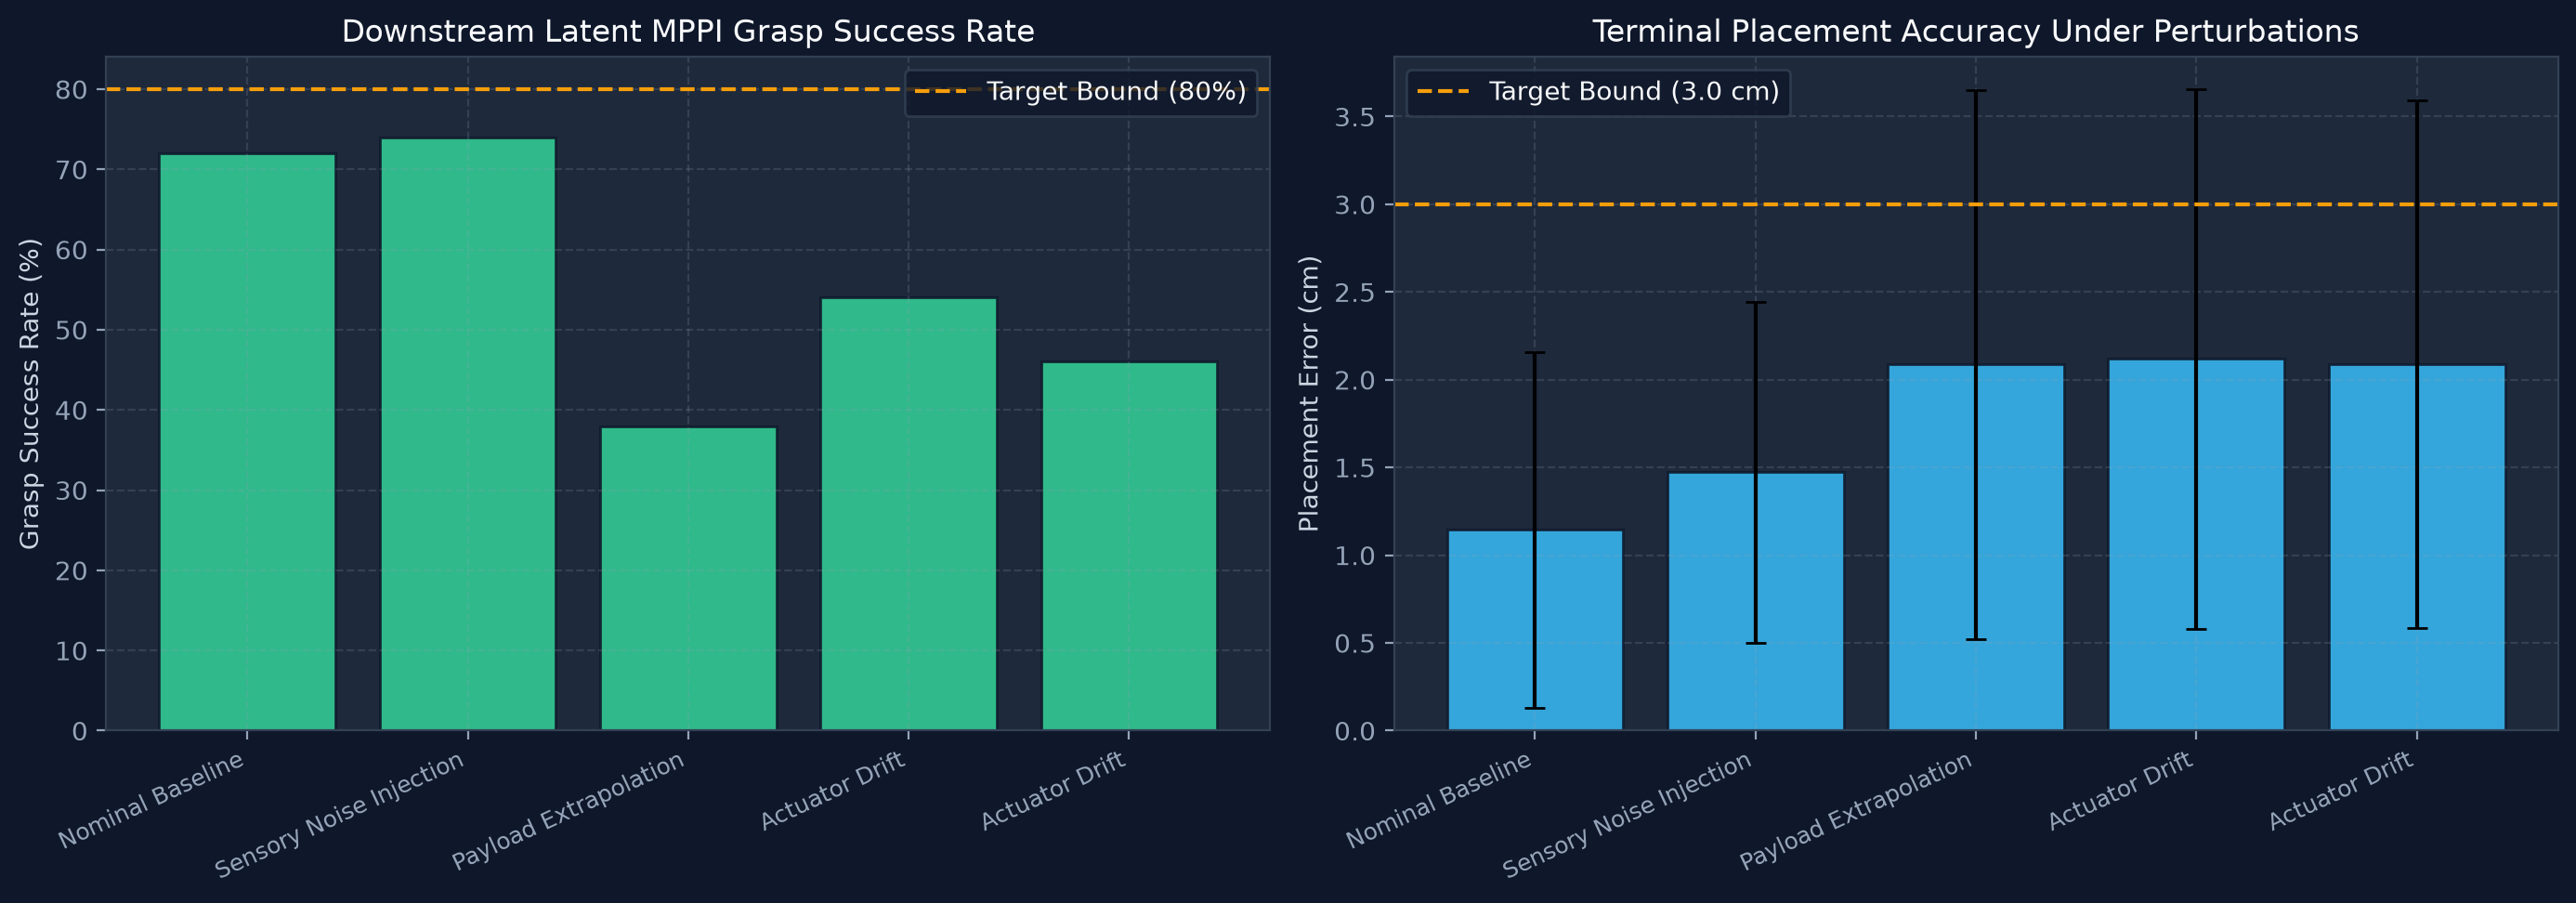 Downstream Latent MPPI Grasp Success Rate
Target Bound (80%)
Grasp Success Rate (%)
80
70
60
50
40
30
20
10
0
Nominal Baseline
Sensory Noise Injection
Payload Extrapolation
Actuator Drift
Actuator Drift
Terminal Placement Accuracy Under Perturbations
Target Bound (3.0 cm)
Placement Error (cm)
3.5
3.0
2.5
2.0
1.5
1.0
0.5
0.0
Nominal Baseline
Sensory Noise Injection
Payload Extrapolation
Actuator Drift
Actuator Drift